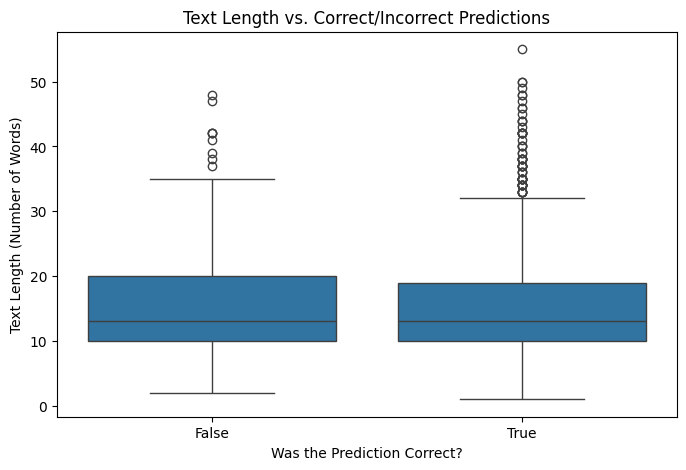 Text Length vs. Correct/Incorrect Predictions
Text Length (Number of Words)
50
40
30
20
10
0
False
True
Was the Prediction Correct?